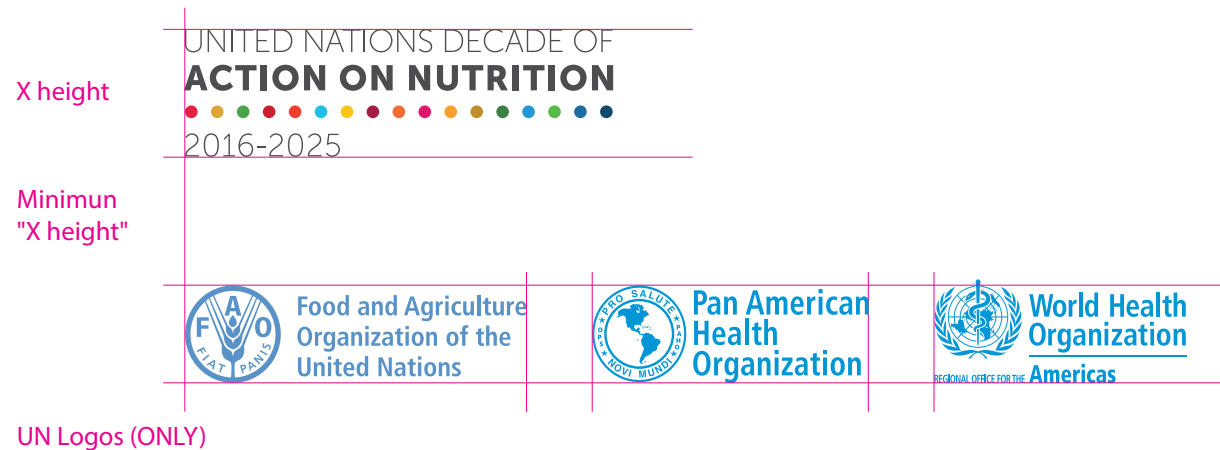 UNITED NATIONS DECADE OF
X height
ACTION ON NUTRITION
2016-2025
Minimun
"X height"
F A O
FIAT PANIS
Food and Agriculture
Organization of the
United Nations
PRO SALUTE
OPS
PAHO
NOVI MUNDI
Pan American
Health
Organization
World Health
Organization
REGIONAL OFFICE FOR THE Americas
UN Logos (ONLY)